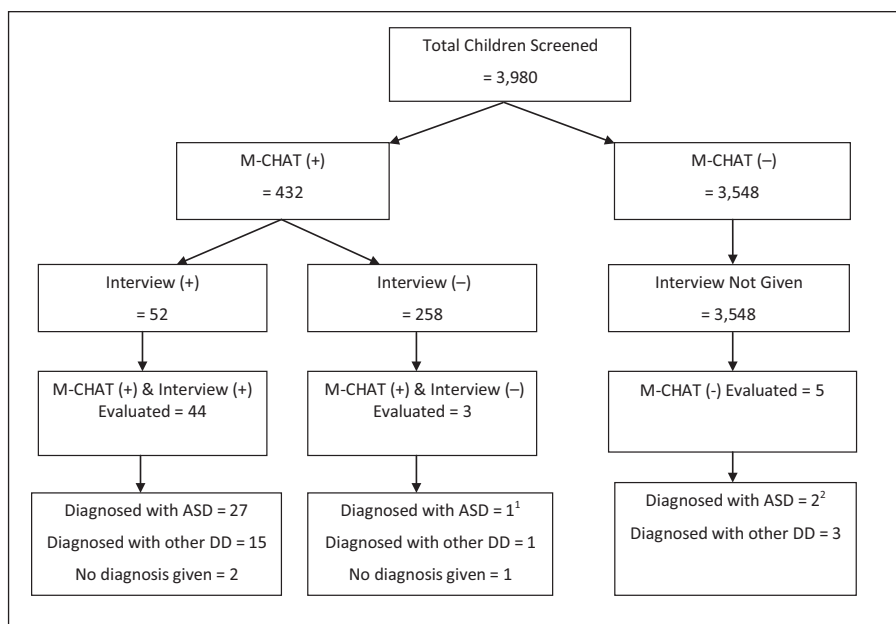 Total Children Screened
= 3,980
M-CHAT (+)
= 432
M-CHAT (–)
= 3,548
Interview (+)
= 52
Interview (–)
= 258
Interview Not Given
= 3,548
M-CHAT (+) & Interview (+)
Evaluated = 44
M-CHAT (+) & Interview (–)
Evaluated = 3
M-CHAT (-) Evaluated = 5
Diagnosed with ASD = 27
Diagnosed with other DD = 15
No diagnosis given = 2
Diagnosed with ASD = 1¹
Diagnosed with other DD = 1
No diagnosis given = 1
Diagnosed with ASD = 2²
Diagnosed with other DD = 3